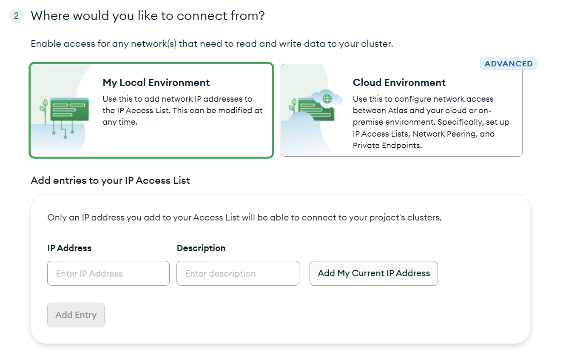 2 Where would you like to connect from?
Enable access for any network(s) that need to read and write data to your cluster.
My Local Environment
Use this to add network IP addresses to
the IP Access List. This can be modified at
any time.
ADVANCED
Cloud Environment
Use this to configure network access
between Atlas and your cloud or on-
premise environment. Specifically, set up
IP Access Lists, Network Peering, and
Private Endpoints.
Add entries to your IP Access List
Only an IP address you add to your Access List will be able to connect to your project's clusters.
IP Address Description
Enter IP Address Enter description Add My Current IP Address
Add Entry